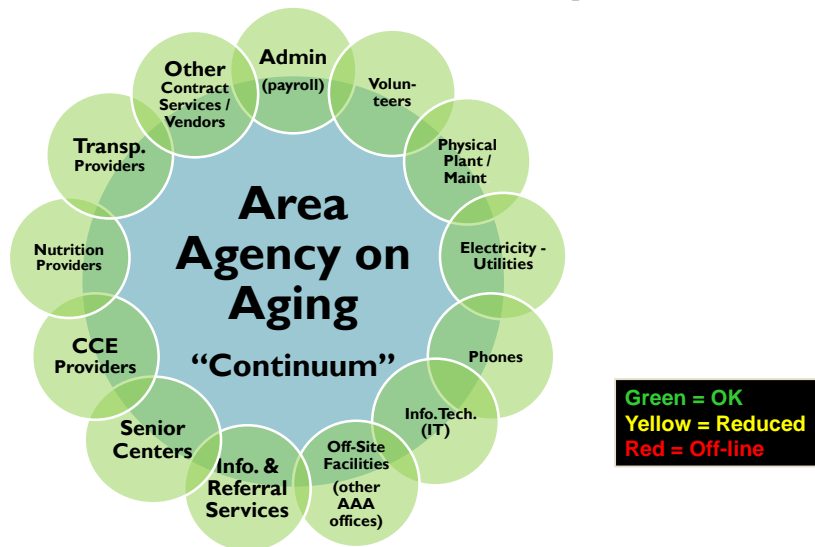 Area
Agency on
Aging
“Continuum”
Admin
(payroll)
Volun-
teers
Physical
Plant /
Maint
Electricity -
Utilities
Phones
Info.Tech.
(IT)
Off-Site
Facilities
(other
AAA
offices)
Info. &
Referral
Services
Senior
Centers
CCE
Providers
Nutrition
Providers
Transp.
Providers
Other
Contract
Services /
Vendors
Green = OK
Yellow = Reduced
Red = Off-line